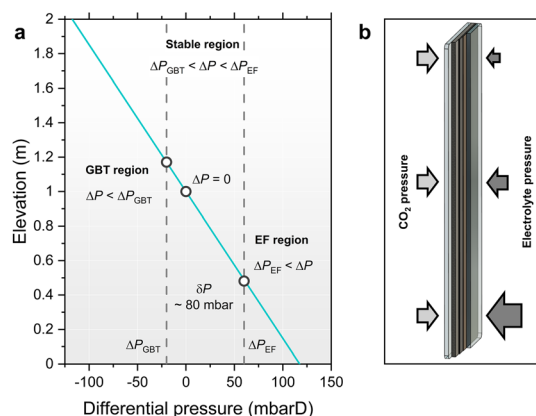 a
Elevation (m)
2
1.8
1.6
1.4
1.2
1
0.8
0.6
0.4
0.2
0
Stable region
ΔP_GBT < ΔP < ΔP_EF
GBT region
ΔP < ΔP_GBT
ΔP = 0
EF region
ΔP_EF < ΔP
δP
~ 80 mbar
ΔP_GBT
ΔP_EF
-100
-50
0
50
100
150
Differential pressure (mbarD)
b
CO₂ pressure
Electrolyte pressure